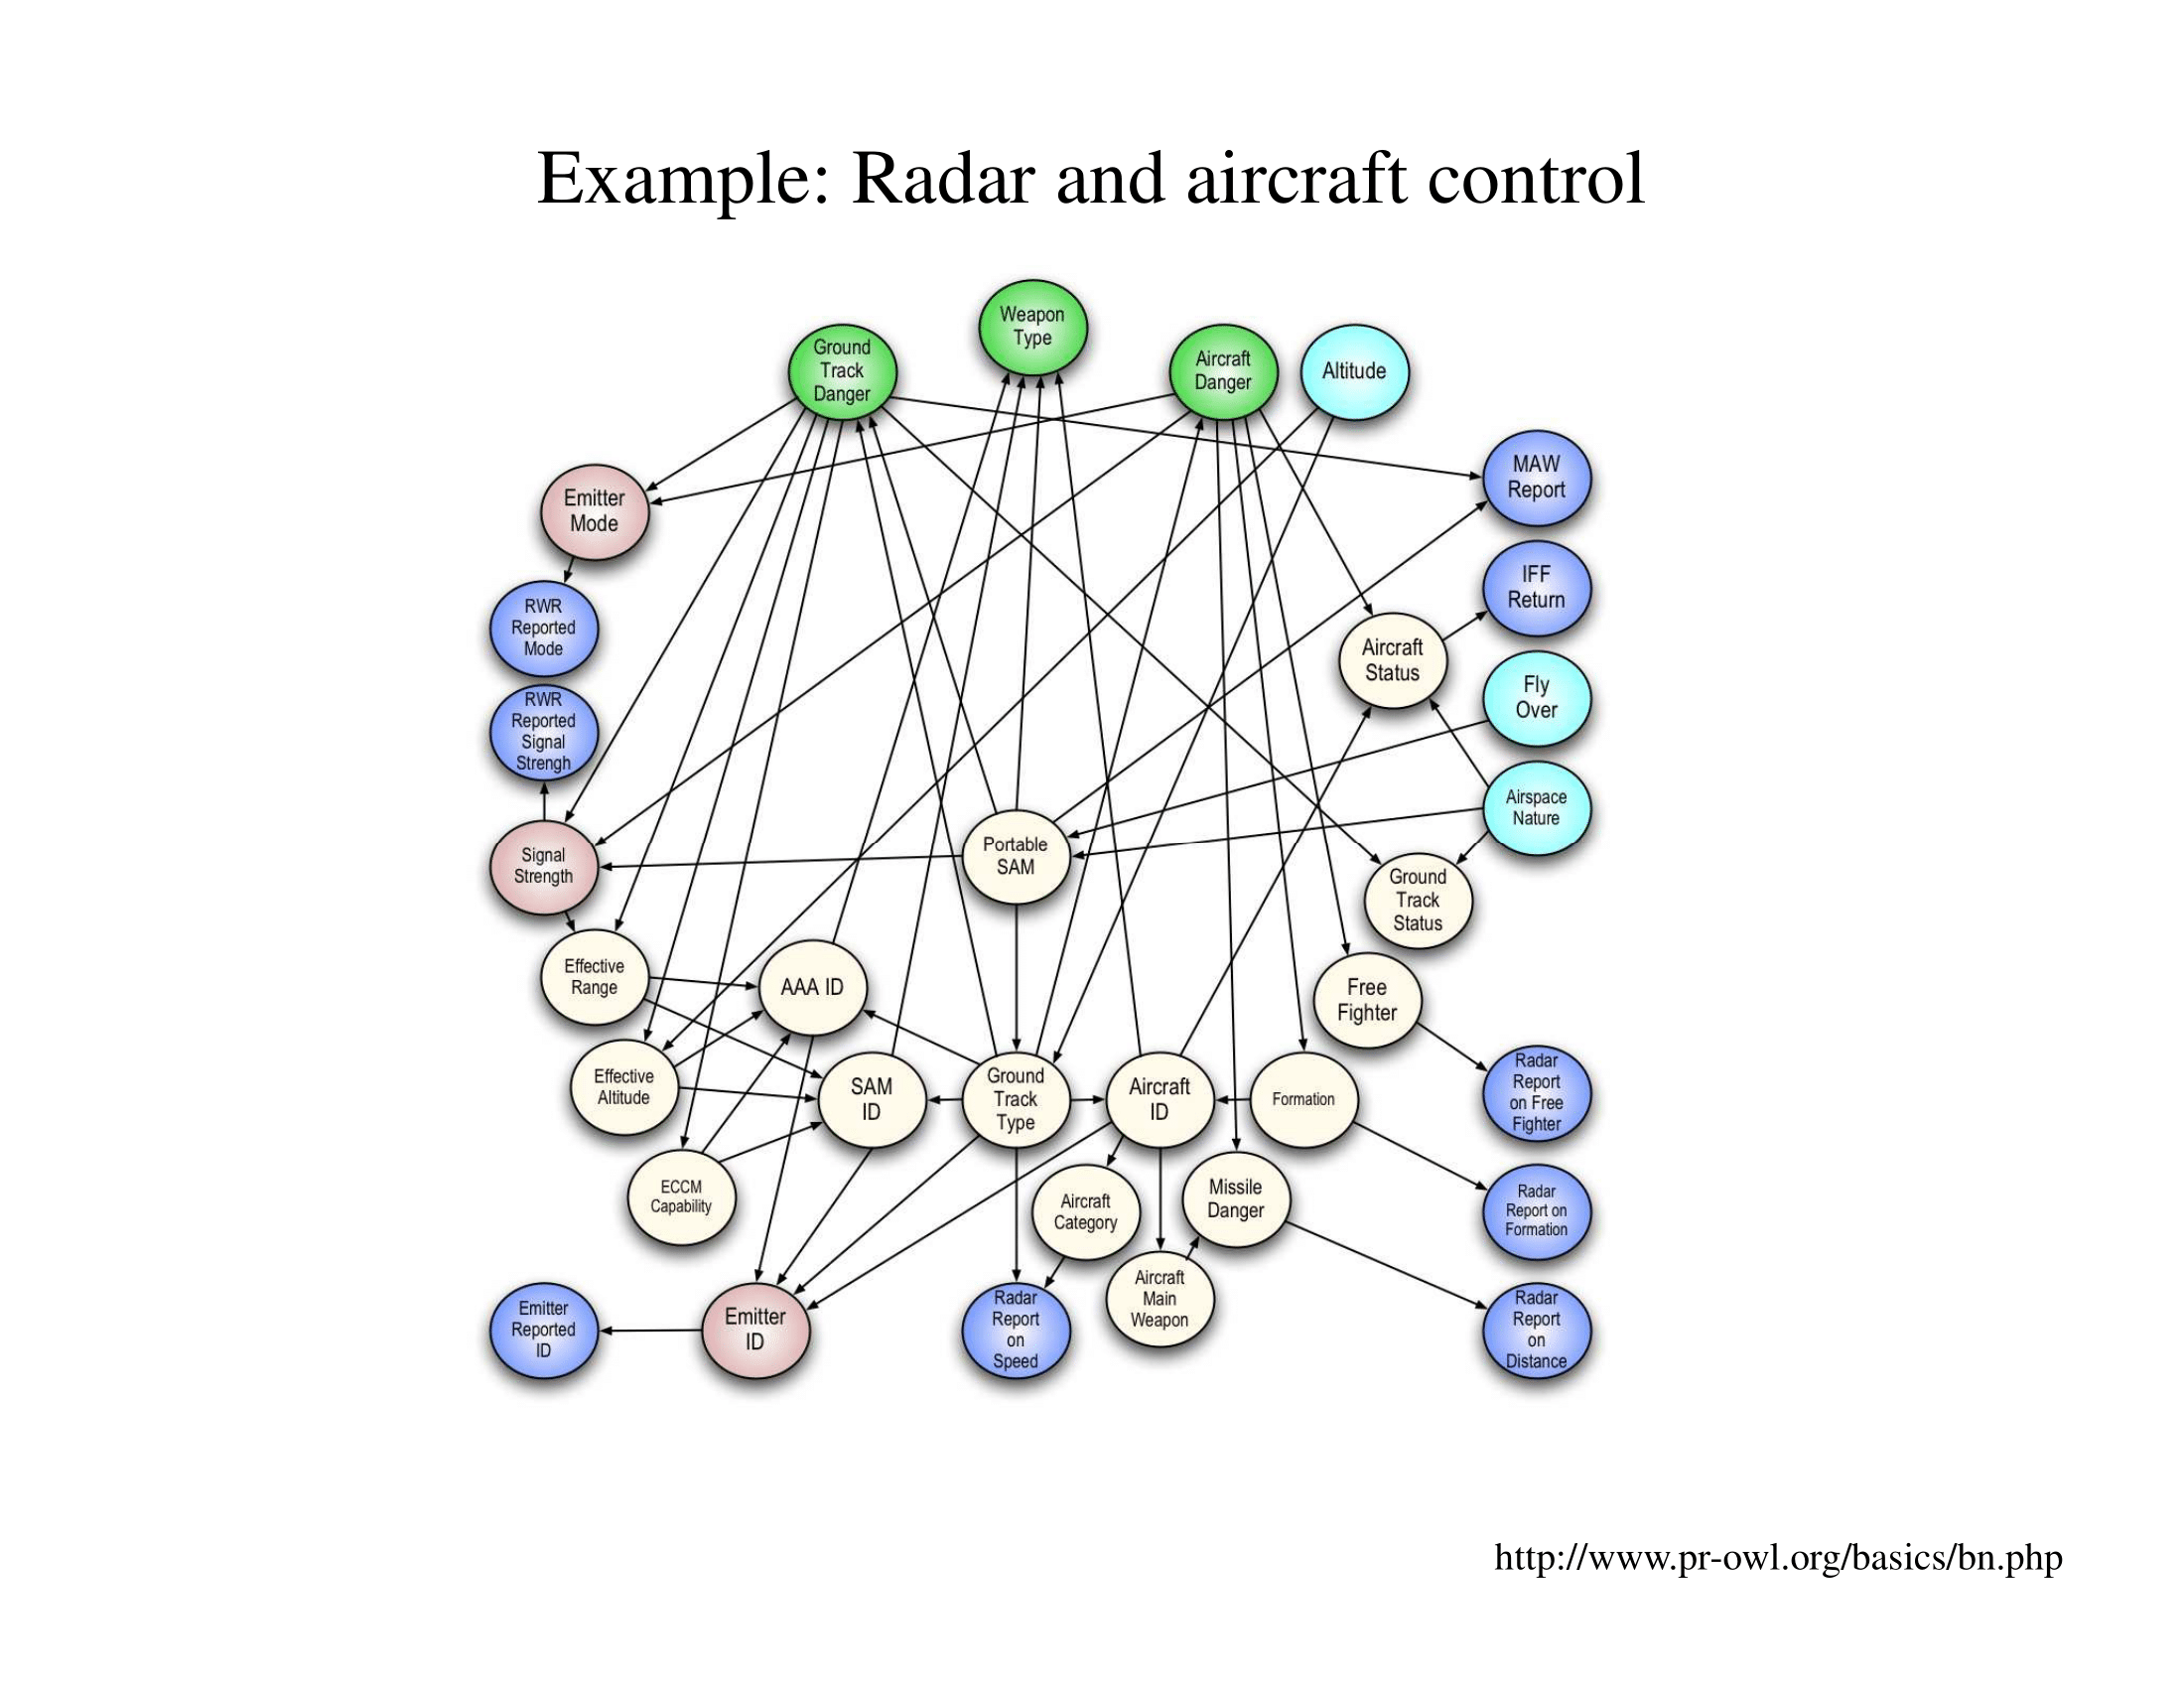 Example: Radar and aircraft control
Weapon
Type
Ground
Track
Danger
Aircraft
Danger
Altitude
MAW
Report
Emitter
Mode
IFF
Return
RWR
Reported
Mode
Aircraft
Status
Fly
Over
RWR
Reported
Signal
Strengh
Airspace
Nature
Portable
SAM
Signal
Strength
Ground
Track
Status
Effective
Range
AAA ID
Free
Fighter
Effective
Altitude
SAM
ID
Ground
Track
Type
Aircraft
ID
Formation
Radar
Report
on Free
Fighter
ECCM
Capability
Aircraft
Category
Missile
Danger
Radar
Report on
Formation
Aircraft
Main
Weapon
Emitter
Reported
ID
Emitter
ID
Radar
Report
on
Speed
Radar
Report
on
Distance
http://www.pr-owl.org/basics/bn.php